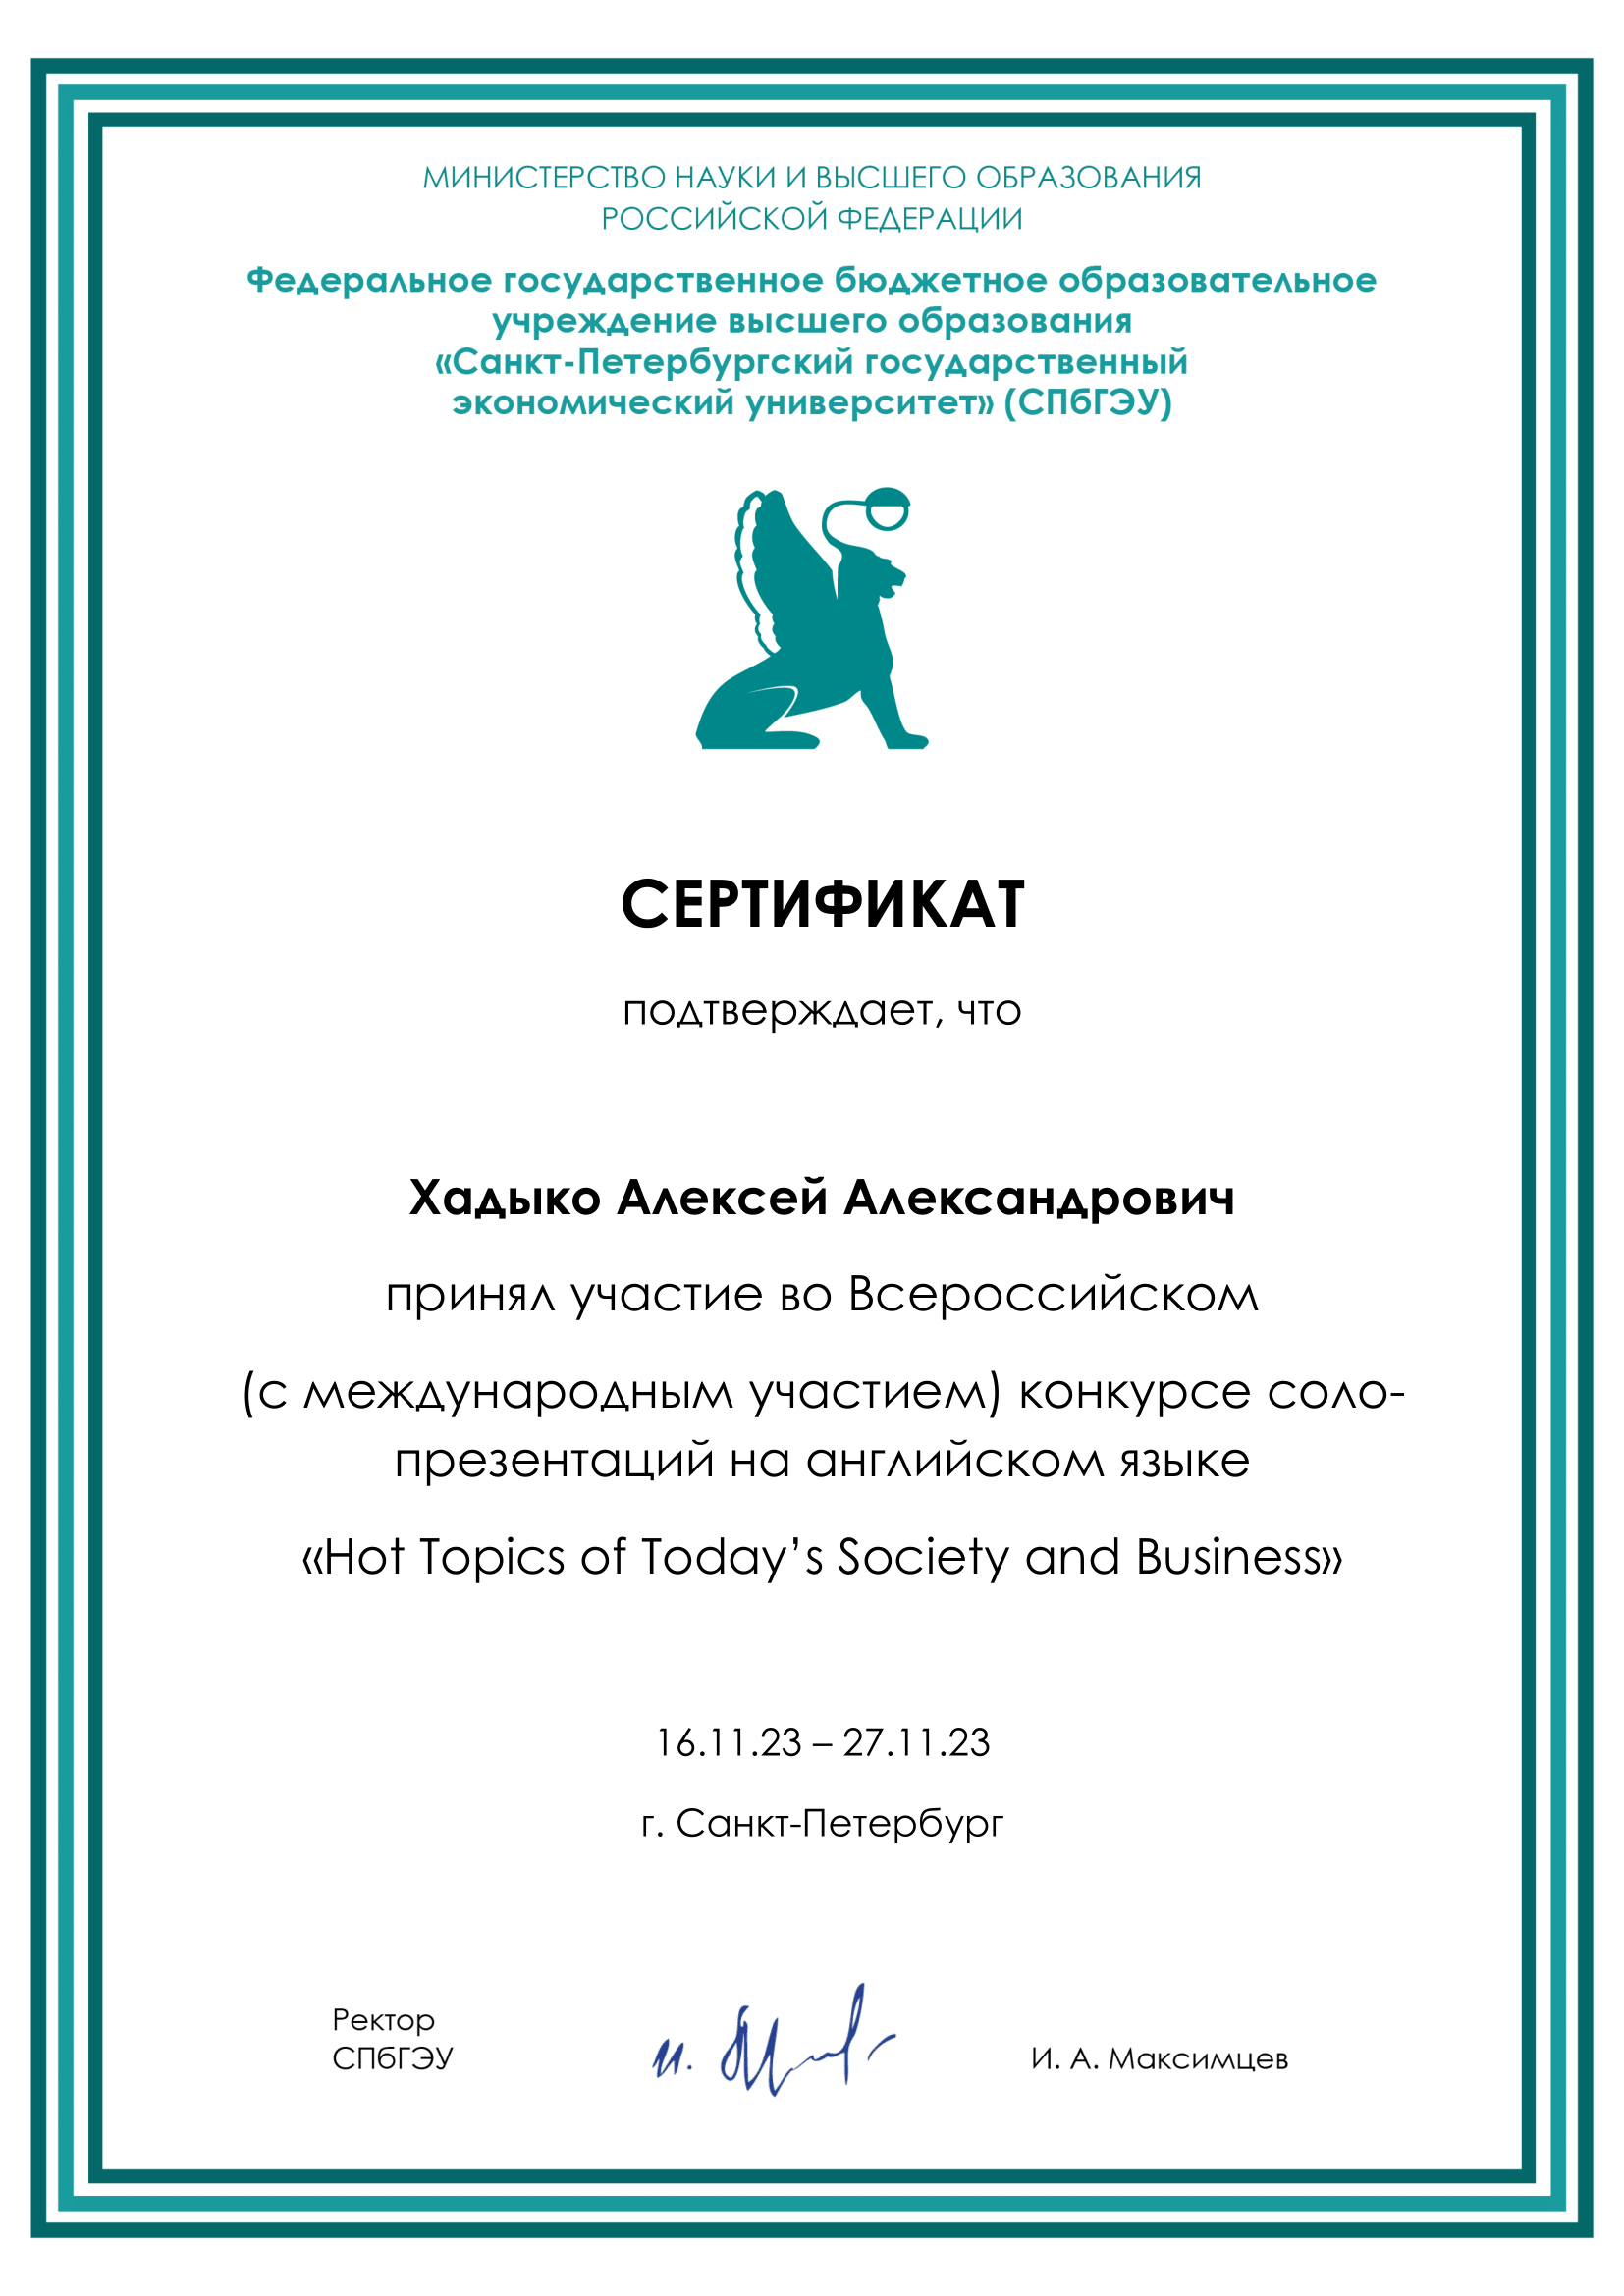 МИНИСТЕРСТВО НАУКИ И ВЫСШЕГО ОБРАЗОВАНИЯ
РОССИЙСКОЙ ФЕДЕРАЦИИ
Федеральное государственное бюджетное образовательное
учреждение высшего образования
«Санкт-Петербургский государственный
экономический университет» (СПбГЭУ)
СЕРТИФИКАТ
подтверждает, что
Хадыко Алексей Александрович
принял участие во Всероссийском
(с международным участием) конкурсе соло-
презентаций на английском языке
«Hot Topics of Today’s Society and Business»
16.11.23 – 27.11.23
г. Санкт-Петербург
Ректор
СПбГЭУ
И. А. Максимцев